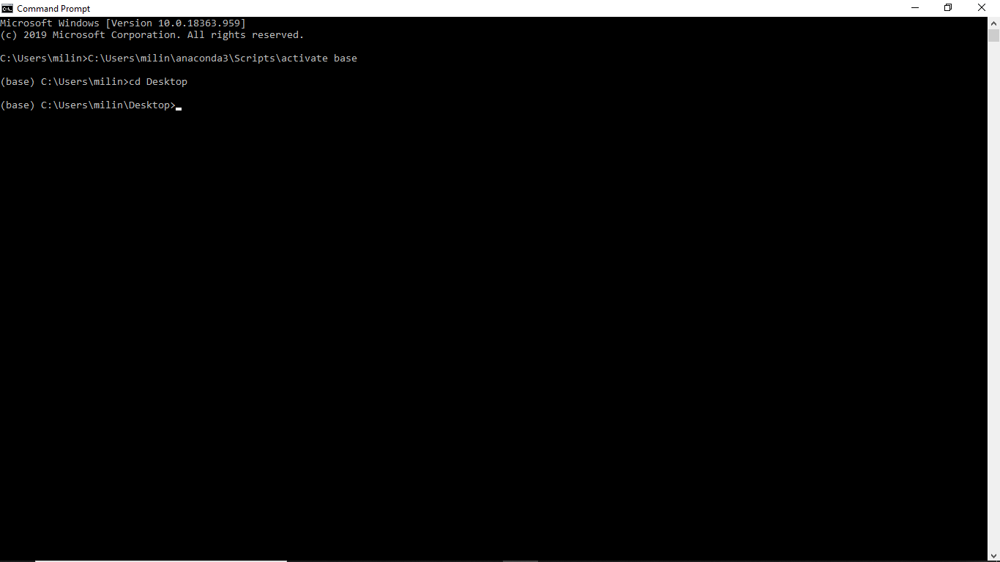 Command Prompt
Microsoft Windows [Version 10.0.18363.959]
(c) 2019 Microsoft Corporation. All rights reserved.
C:\Users\milin>C:\Users\milin\anaconda3\Scripts\activate base
(base) C:\Users\milin>cd Desktop
(base) C:\Users\milin\Desktop>